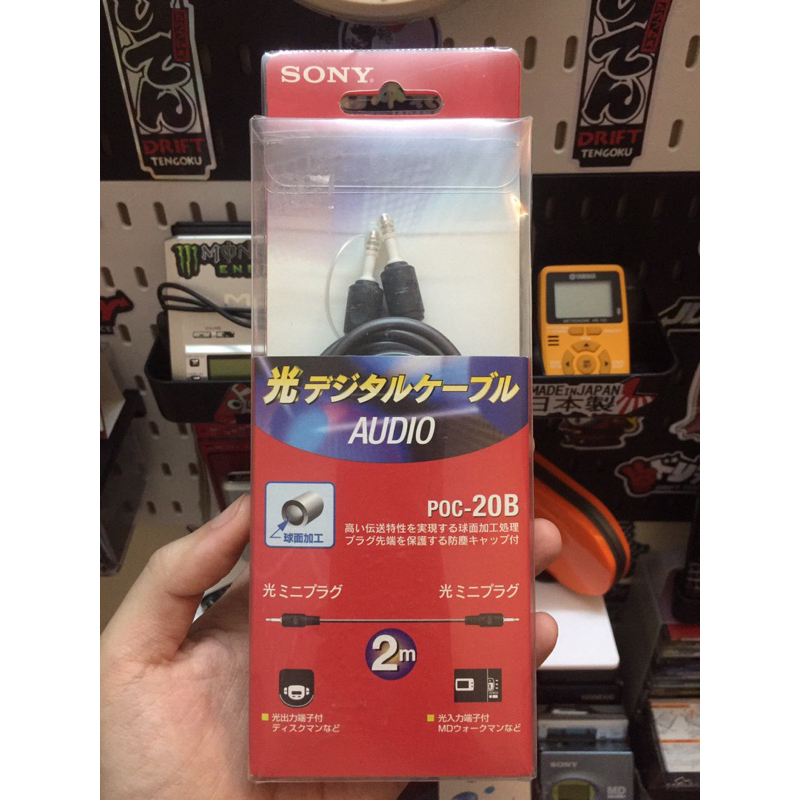 SONY
光デジタルケーブル
AUDIO
POC-20B
高い伝送特性を実現する球面加工処理
プラグ先端を保護する防塵キャップ付
球面加工
光ミニプラグ
光ミニプラグ
2m
光出力端子付
ディスクマンなど
光入力端子付
MDウォークマンなど
DRIFT
TENGOKU
DRIFT
TENGOKU
YAMAHA
MADE IN JAPAN
日本製
SONY
MD